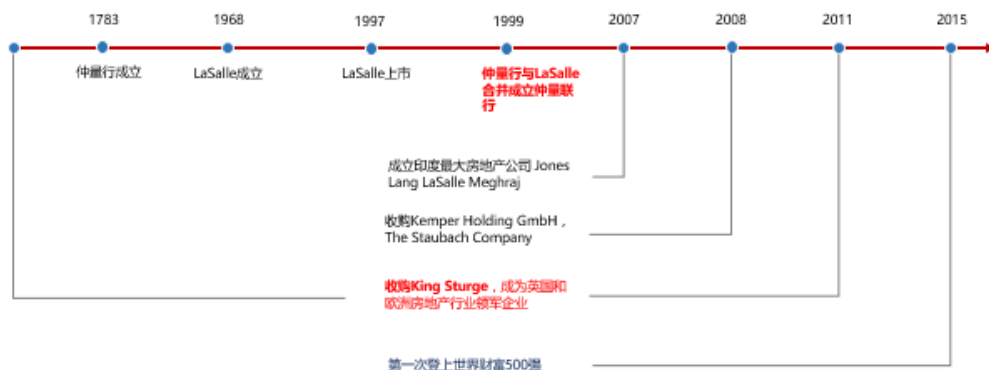 1783 1968 1997 1999 2007 2008 2011 2015
仲量行成立 LaSalle成立 LaSalle上市 仲量行与LaSalle
合并成立仲量联
行
成立印度最大房地产公司 Jones
Lang LaSalle Meghraj
收购Kemper Holding GmbH，
The Staubach Company
收购King Sturge，成为英国和
欧洲房地产行业领军企业
第一次登上世界财富500强